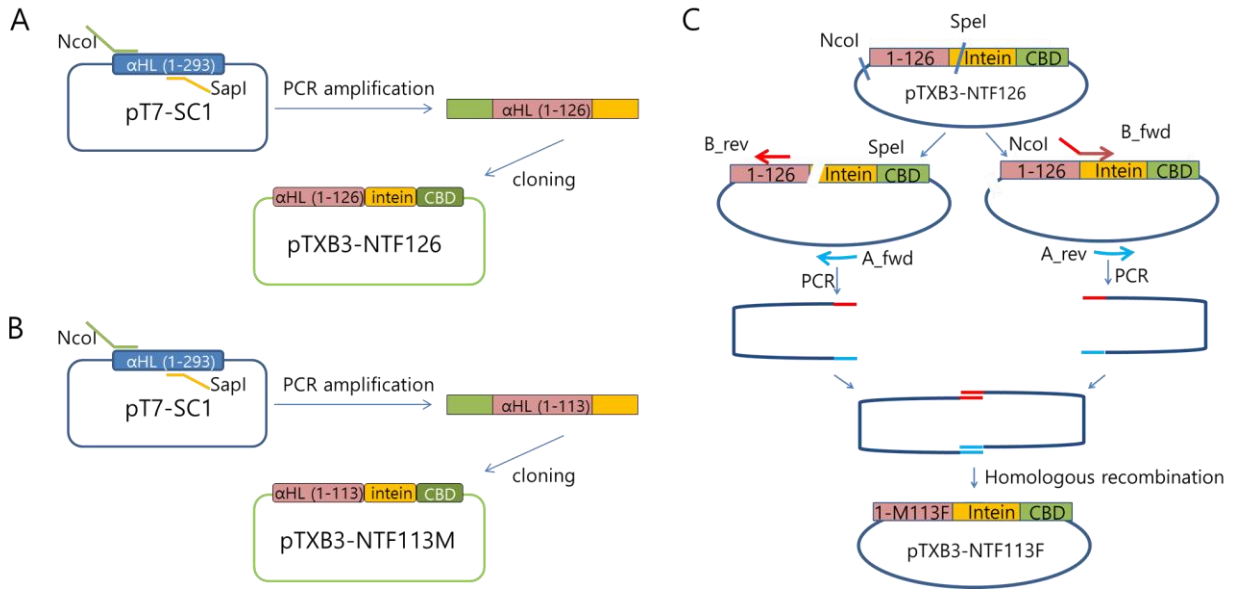 A
NcoI
αHL (1-293)
SapI
pT7-SC1
PCR amplification
αHL (1-126)
cloning
αHL (1-126) intein CBD
pTXB3-NTF126
B
NcoI
αHL (1-293)
SapI
pT7-SC1
PCR amplification
αHL (1-113)
cloning
αHL (1-113) intein CBD
pTXB3-NTF113M
C
SpeI
NcoI
1-126 Intein CBD
pTXB3-NTF126
B_rev
SpeI
1-126 Intein CBD
NcoI
B_fwd
1-126 Intein CBD
A_fwd
A_rev
PCR
PCR
Homologous recombination
1-M113F Intein CBD
pTXB3-NTF113F